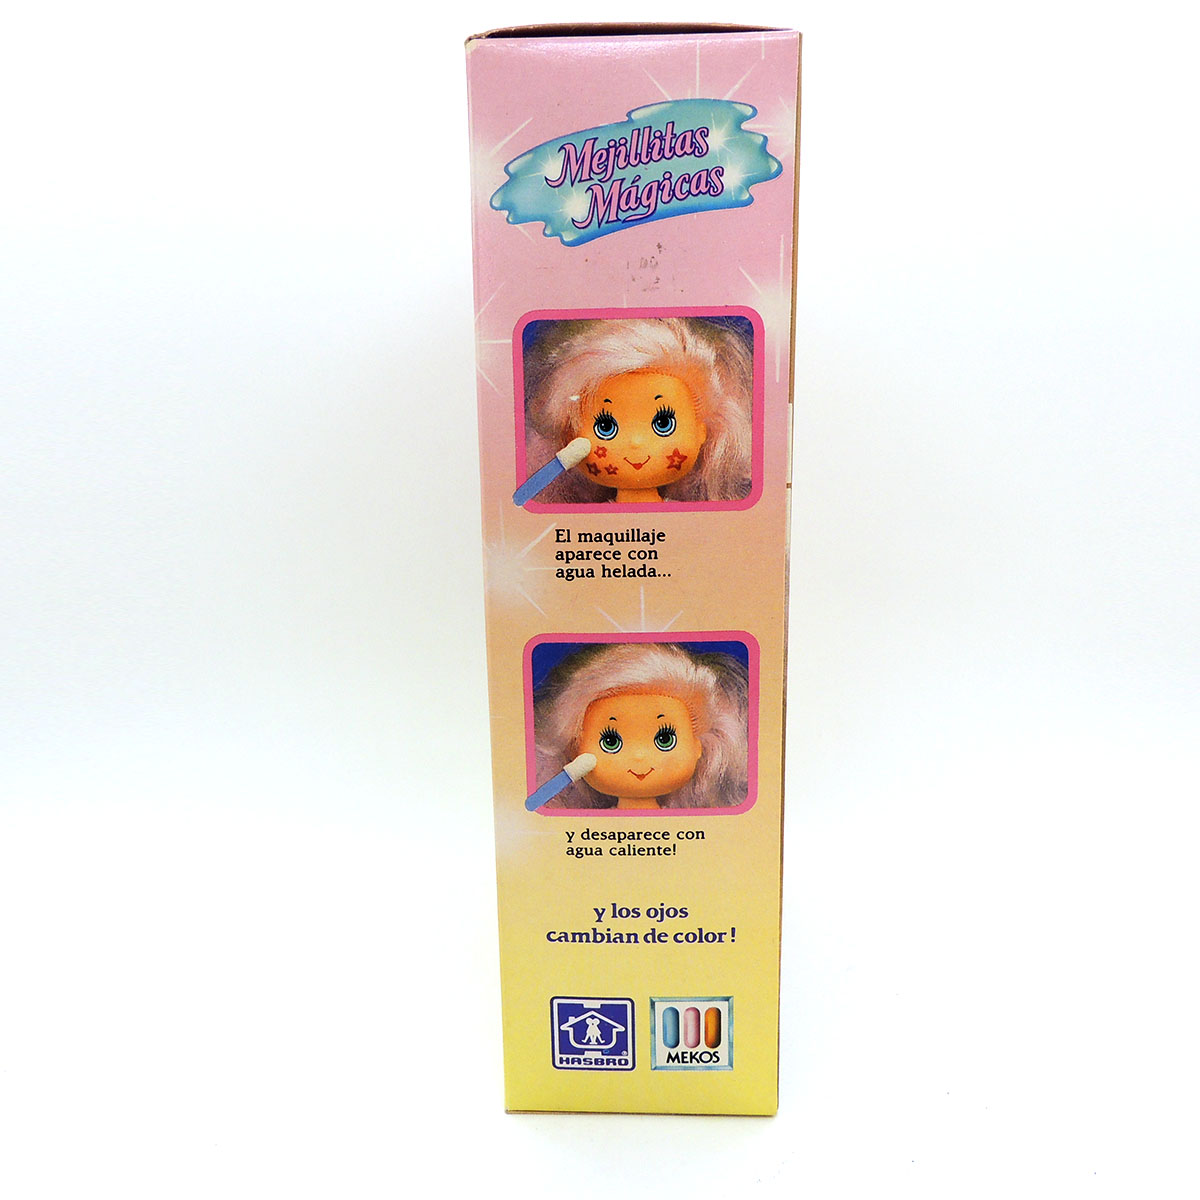 Mejillitas
Mágicas
El maquillaje
aparece con
agua helada...
y desaparece con
agua caliente!
y los ojos
cambian de color!
HASBRO ®
MEKOS